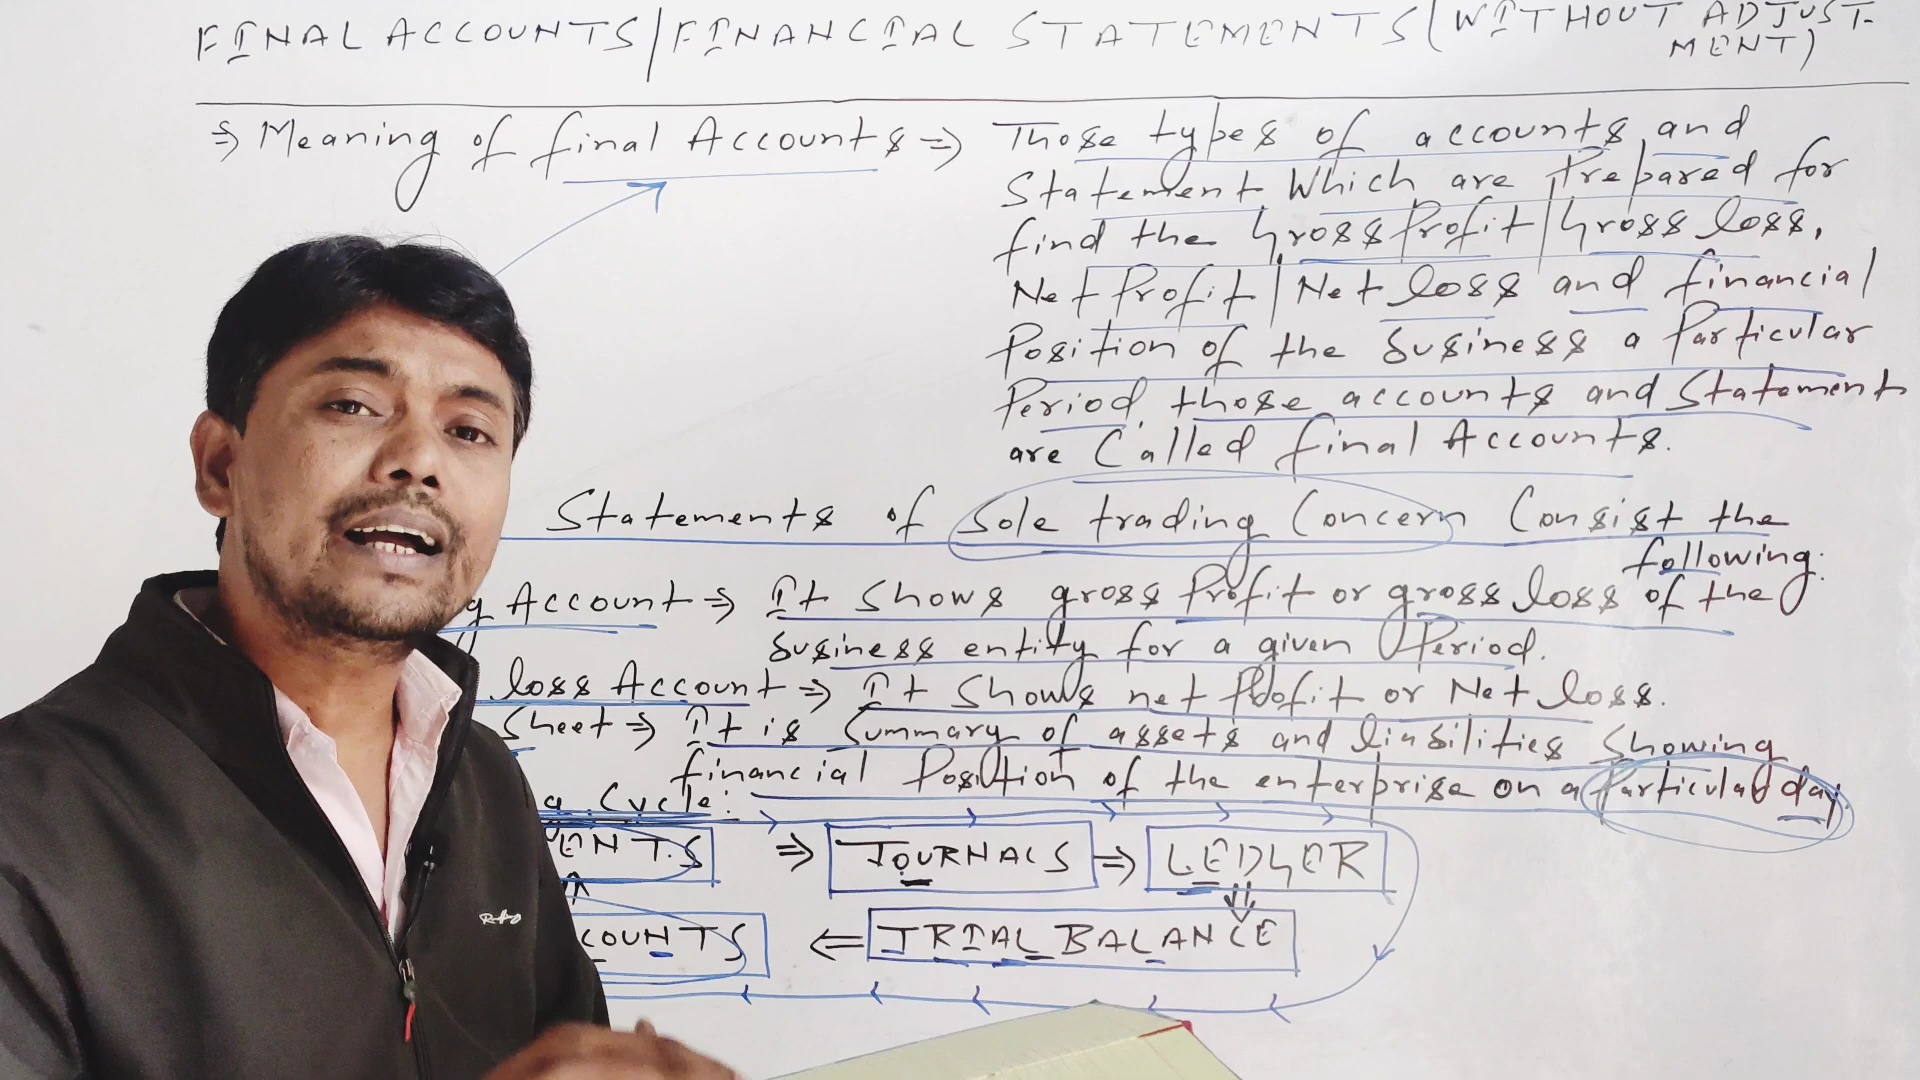 FINAL ACCOUNTS/FINANCIAL STATEMENTS (WITHOUT ADJUST-
MENT)
⇒ Meaning of final Accounts ⇒ Those types of accounts and
Statement Which are Prepared for
find the Gross Profit/Gross loss,
Net Profit/Net loss and financial
Position of the business a Particular
Period, those accounts and Statement
are Called final Accounts.
Statements of Sole trading Concern Consist the
following:
g Account ⇒ It Shows gross Profit or gross loss of the
business entity for a given Period.
loss Account ⇒ It Shows net Profit or Net loss.
Sheet ⇒ It is Summary of assets and liabilities Showing
financial Position of the enterprise on a Particular day.
g Cycle:
ENTS ⇒ JOURNALS ⇒ LEDGER
COUNTS ⇐ TRIAL BALANCE